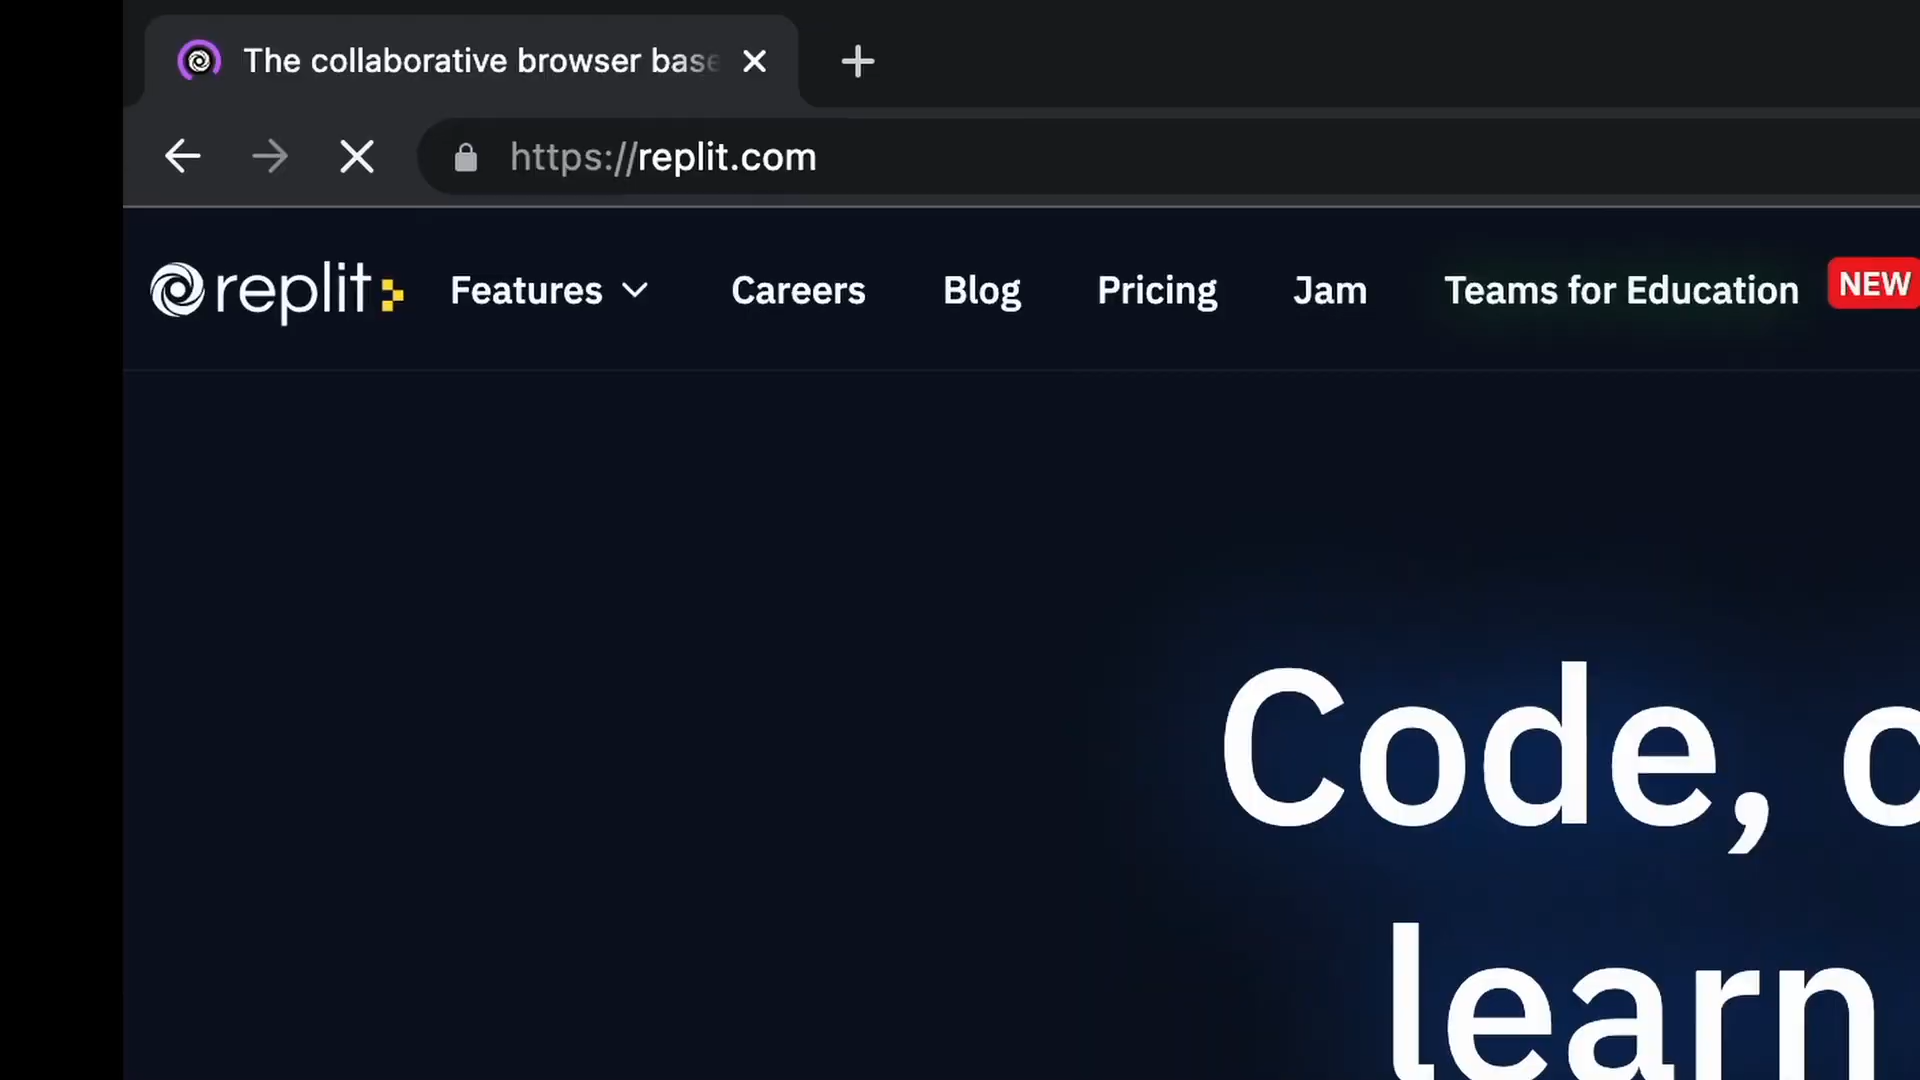 The collaborative browser base
https://replit.com
replit
Features
Careers
Blog
Pricing
Jam
Teams for Education
NEW
Code,
learn